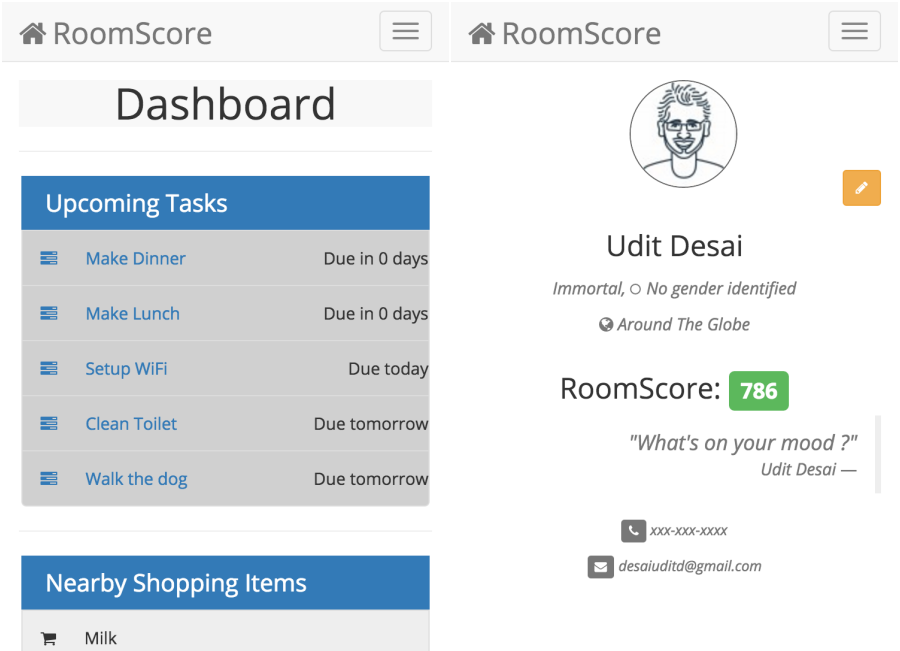 RoomScore
Dashboard
Upcoming Tasks
Make Dinner Due in 0 days
Make Lunch Due in 0 days
Setup WiFi Due today
Clean Toilet Due tomorrow
Walk the dog Due tomorrow
Nearby Shopping Items
Milk
RoomScore
Udit Desai
Immortal, No gender identified
Around The Globe
RoomScore: 786
"What's on your mood ?"
Udit Desai —
xxx-xxx-xxxx
desaiuditd@gmail.com